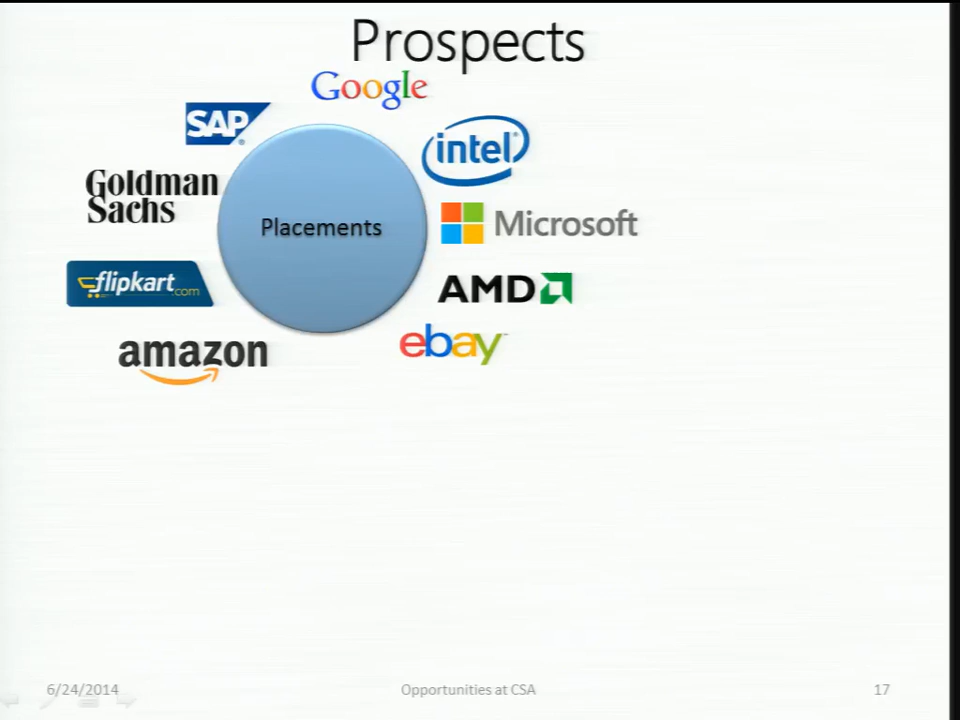 Prospects
Google
SAP
intel
Goldman
Sachs
Placements
Microsoft
flipkart.com
AMD
ebay
amazon
6/24/2014
Opportunities at CSA
17